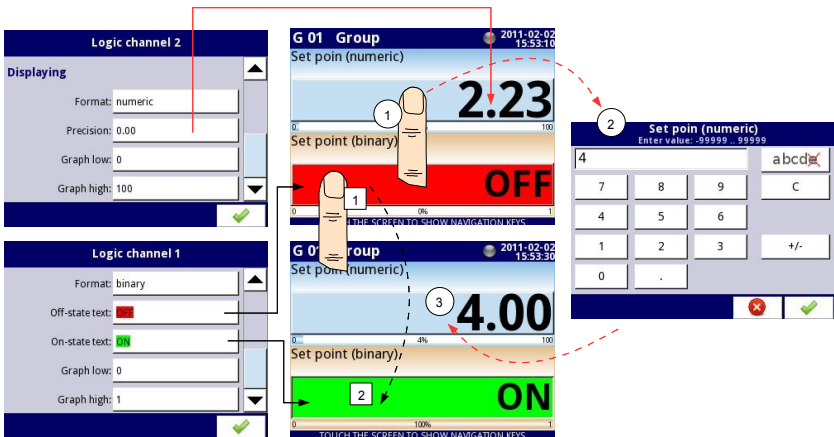 Logic channel 2
Displaying
Format: numeric
Precision: 0.00
Graph low: 0
Graph high: 100
G 01 Group
2011-02-02
15:53:10
Set poin (numeric)
1
2.23
0 % 100
Set point (binary)
1
OFF
0 0% 1
THE SCREEN TO SHOW NAVIGATION KEYS
2
Set poin (numeric)
Enter value: -99999 .. 99999
4
abcde
7 8 9 C
4 5 6
1 2 3 +/-
0 .
Logic channel 1
Format: binary
Off-state text: OFF
On-state text: ON
Graph low: 0
Graph high: 1
G 01 Group
2011-02-02
15:53:30
Set poin (numeric)
3
4.00
0 4% 100
Set point (binary)
2
ON
0 100% 1
TOUCH THE SCREEN TO SHOW NAVIGATION KEYS